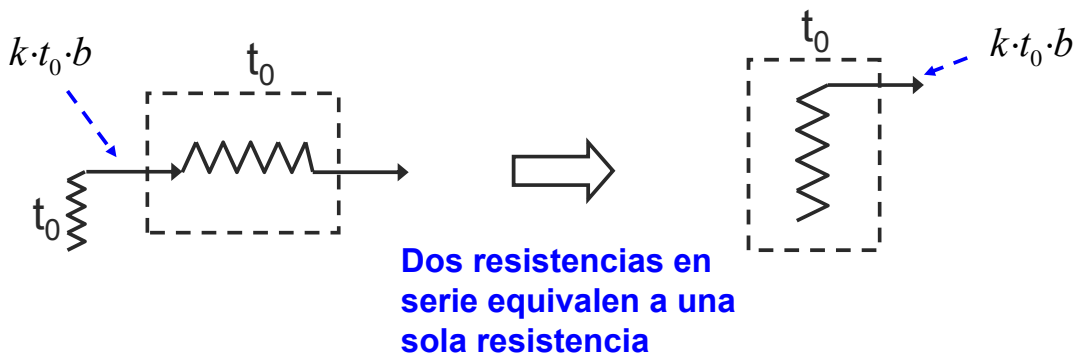 k·t₀·b
t₀
t₀
t₀
k·t₀·b
Dos resistencias en
serie equivalen a una
sola resistencia